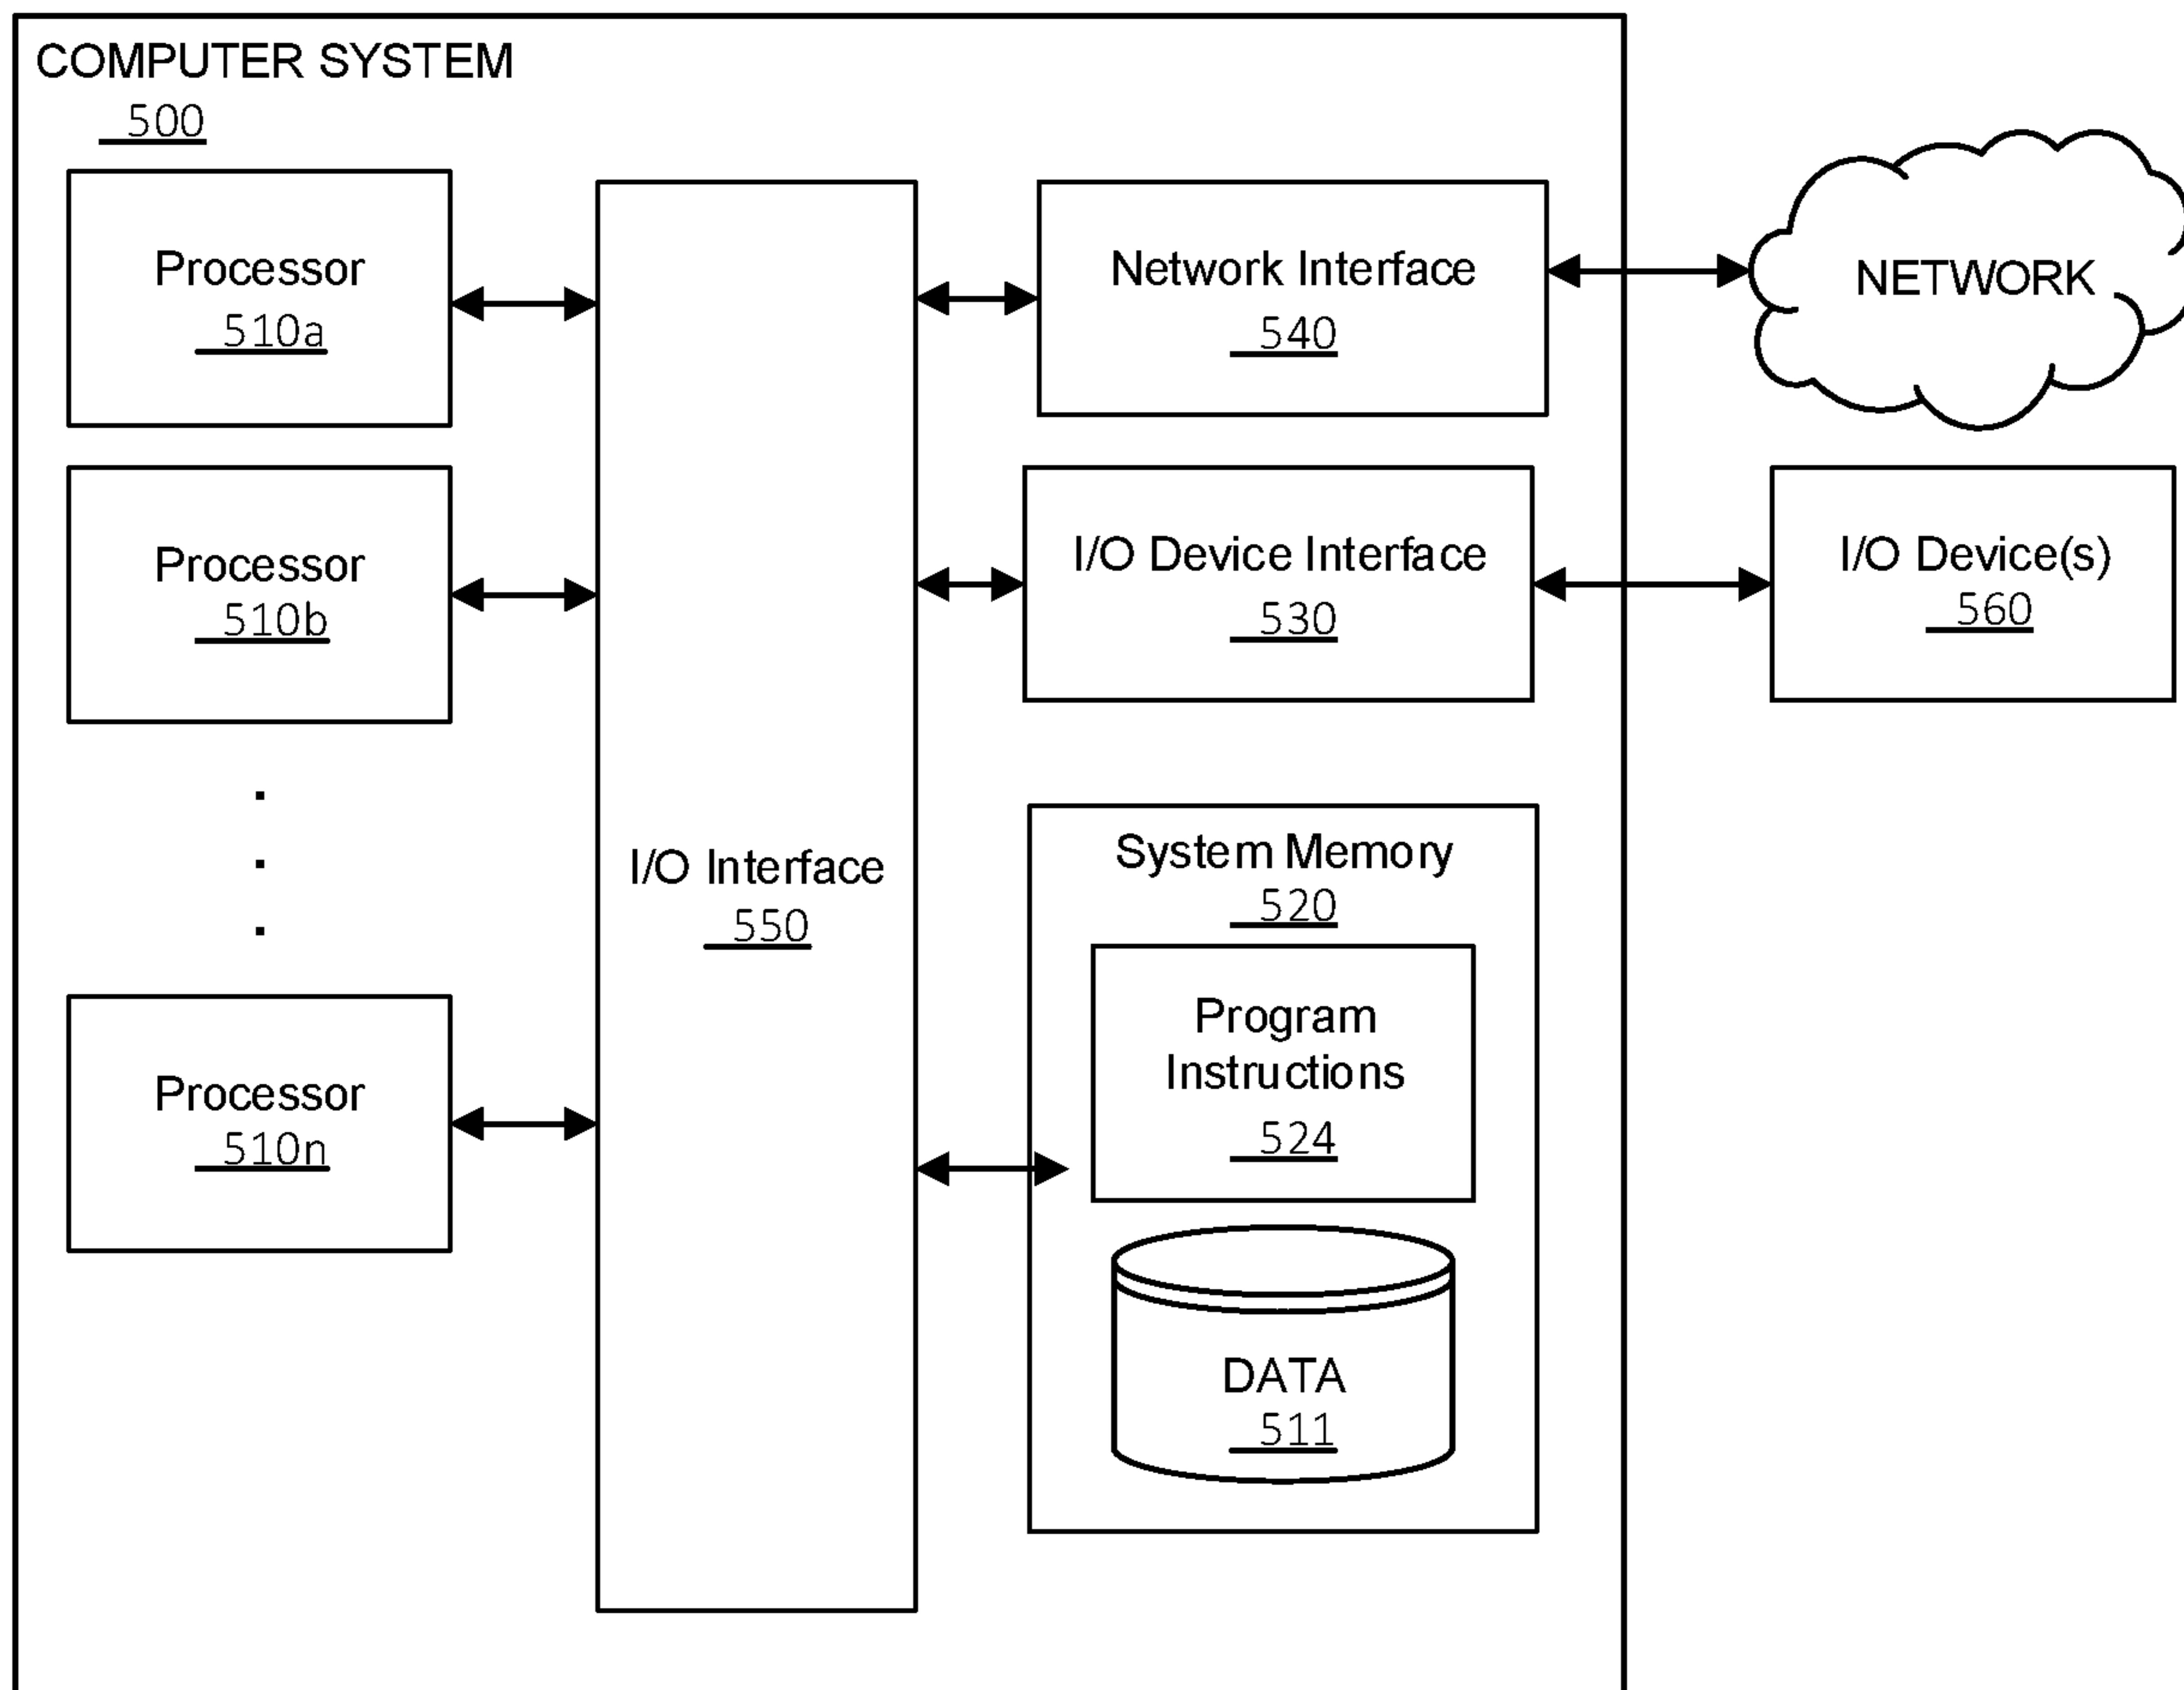 COMPUTER SYSTEM
500
Processor
510a
Processor
510b
Processor
510n
I/O Interface
550
Network Interface
540
I/O Device Interface
530
System Memory
520
Program
Instructions
524
DATA
511
NETWORK
I/O Device(s)
560